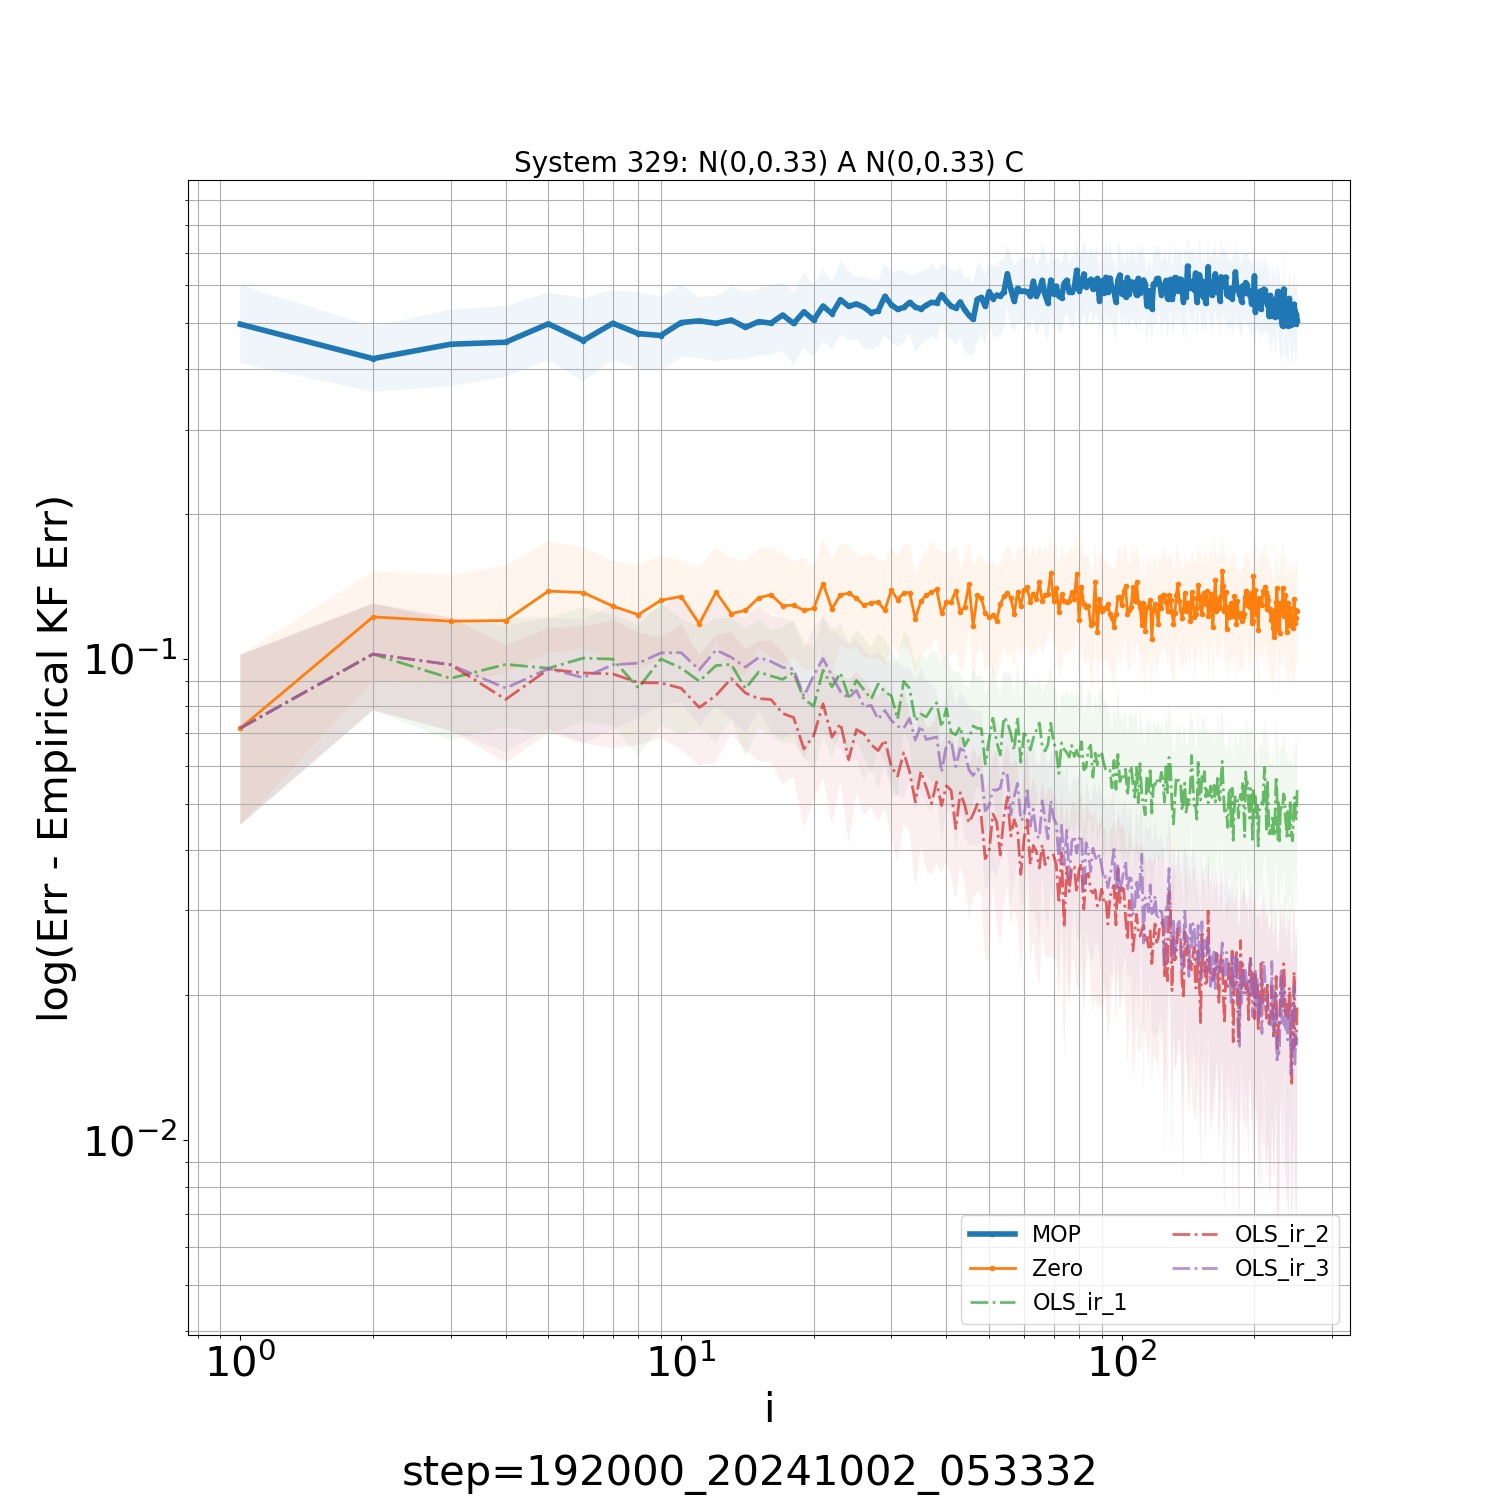 System 329: N(0,0.33) A N(0,0.33) C
log(Err - Empirical KF Err)
10⁻¹
10⁻²
MOP
Zero
OLS_ir_1
OLS_ir_2
OLS_ir_3
10⁰ 10¹ 10²
i
step=192000_20241002_053332